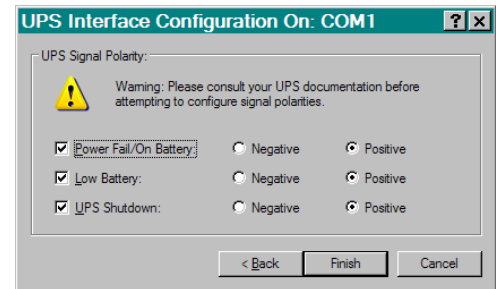 UPS Interface Configuration On: COM1
UPS Signal Polarity:
Warning: Please consult your UPS documentation before
attempting to configure signal polarities.
Power Fail/On Battery: Negative Positive
Low Battery: Negative Positive
UPS Shutdown: Negative Positive
< Back Finish Cancel